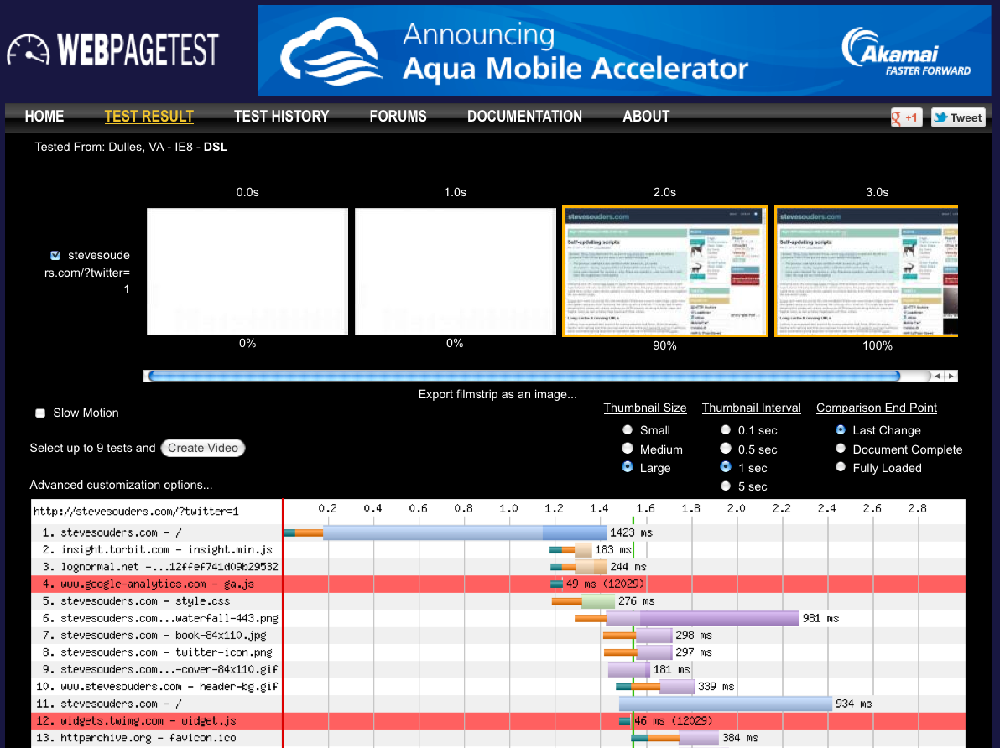 WEBPAGETEST
Announcing
Aqua Mobile Accelerator
Akamai
FASTER FORWARD
HOME TEST RESULT TEST HISTORY FORUMS DOCUMENTATION ABOUT +1 Tweet
Tested From: Dulles, VA - IE8 - DSL
0.0s 1.0s 2.0s 3.0s
stevesouders.com stevesouders.com
Self-updating scripts Self-updating scripts
Long cache & reusing URLs Long cache & reusing URLs
stevesoude
rs.com/?twitter=
1
0% 0% 90% 100%
Export filmstrip as an image...
Slow Motion
Select up to 9 tests and Create Video
Advanced customization options...
Thumbnail Size Thumbnail Interval Comparison End Point
Small 0.1 sec Last Change
Medium 0.5 sec Document Complete
Large 1 sec Fully Loaded
5 sec
http://stevesouders.com/?twitter=1 0.2 0.4 0.6 0.8 1.0 1.2 1.4 1.6 1.8 2.0 2.2 2.4 2.6 2.8
1. stevesouders.com - / 1423 ms
2. insight.torbit.com - insight.min.js 183 ms
3. lognormal.net -...12ffef741d09b29532 244 ms
4. www.google-analytics.com - ga.js 49 ms (12029)
5. stevesouders.com - style.css 276 ms
6. stevesouders.com...waterfall-443.png 981 ms
7. stevesouders.com - book-84x110.jpg 298 ms
8. stevesouders.com - twitter-icon.png 297 ms
9. stevesouders.com...-cover-84x110.gif 181 ms
10. www.stevesouders.com - header-bg.gif 339 ms
11. stevesouders.com - / 934 ms
12. widgets.twimg.com - widget.js 46 ms (12029)
13. httparchive.org - favicon.ico 384 ms